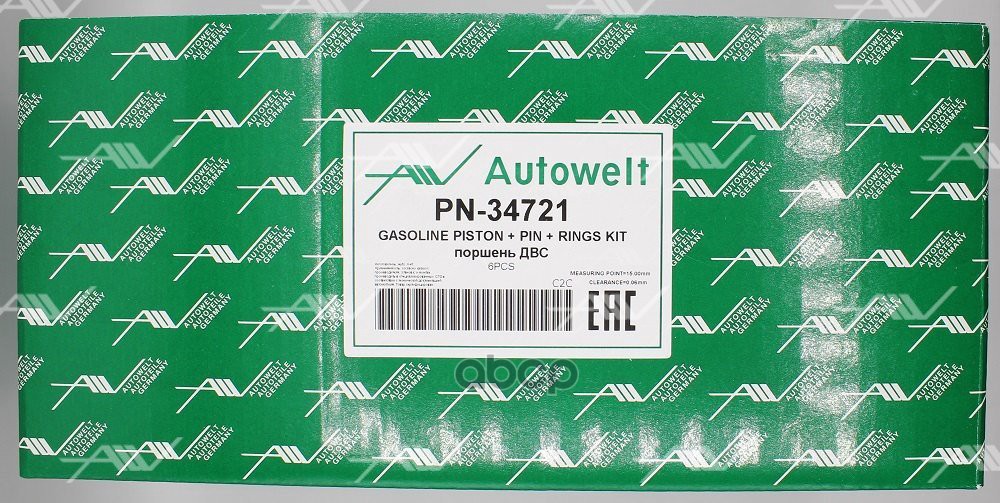 Autowelt
PN-34721
GASOLINE PISTON + PIN + RINGS KIT
поршень ДВС
6PCS
MEASURING POINT=15.00mm
C2C
CLEARANCE=0.06mm
EAC
AUTOWELT
AUTOTEILE
GERMANY
abcp